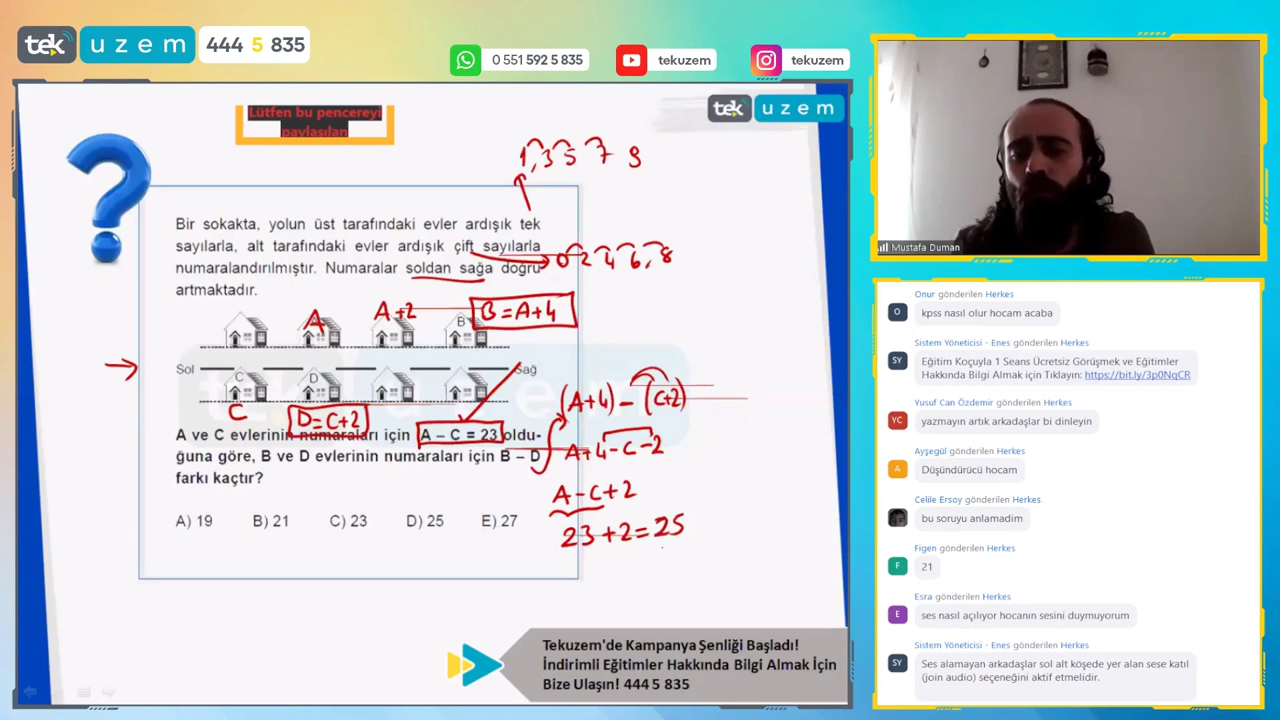 tek uzem 444 5 835
0 551 592 5 835
tekuzem
tekuzem
Lütfen bu pencereyi
paylaşılan
tek uzem
1, 3 5 7 9
Bir sokakta, yolun üst tarafındaki evler ardışık tek
sayılarla, alt tarafındaki evler ardışık çift sayılarla
0 2 4 6, 8
numaralandırılmıştır. Numaralar soldan sağa doğru
artmaktadır.
A
A+2
B
B=A+4
Sol
Sağ
C
D
C
D=C+2
(A+4) - (C+2)
A ve C evlerinin numaraları için A – C = 23 oldu-
ğuna göre, B ve D evlerinin numaraları için B – D
farkı kaçtır?
A+4-C-2
A-C+2
23+2=25
A) 19 B) 21 C) 23 D) 25 E) 27
Tekuzem'de Kampanya Şenliği Başladı!
İndirimli Eğitimler Hakkında Bilgi Almak İçin
Bize Ulaşın! 444 5 835
Mustafa Duman
Onur gönderilen Herkes
O
kpss nasıl olur hocam acaba
Sistem Yöneticisi - Enes gönderilen Herkes
SY
Eğitim Koçuyla 1 Seans Ücretsiz Görüşmek ve Eğitimler
Hakkında Bilgi Almak için Tıklayın: https://bit.ly/3p0NqCR
Yusuf Can Özdemir gönderilen Herkes
YC
yazmayın artık arkadaşlar bi dinleyin
Ayşegül gönderilen Herkes
A
Düşündürücü hocam
Celile Ersoy gönderilen Herkes
bu soruyu anlamadim
Figen gönderilen Herkes
F
21
Esra gönderilen Herkes
E
ses nasıl açılıyor hocanın sesini duymuyorum
Sistem Yöneticisi - Enes gönderilen Herkes
SY
Ses alamayan arkadaşlar sol alt köşede yer alan sese katıl
(join audio) seçeneğini aktif etmelidir.